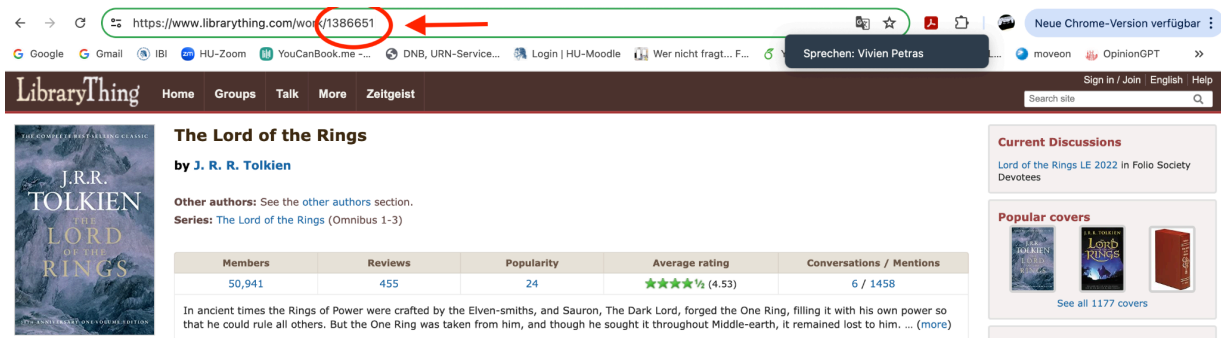 https://www.librarything.com/work/1386651
Neue Chrome-Version verfügbar
Google Gmail IBI HU-Zoom YouCanBook.me -... DNB, URN-Service... Login | HU-Moodle Wer nicht fragt... F... Sprechen: Vivien Petras moveon OpinionGPT
LibraryThing Home Groups Talk More Zeitgeist
Sign in / Join English Help
Search site
THE COMPLETE BEST-SELLING CLASSIC
J.R.R.
TOLKIEN
THE
LORD
OF THE
RINGS
The Lord of the Rings
by J. R. R. Tolkien
Other authors: See the other authors section.
Series: The Lord of the Rings (Omnibus 1-3)
Members Reviews Popularity Average rating Conversations / Mentions
50,941 455 24 (4.53) 6 / 1458
In ancient times the Rings of Power were crafted by the Elven-smiths, and Sauron, The Dark Lord, forged the One Ring, filling it with his own power so
that he could rule all others. But the One Ring was taken from him, and though he sought it throughout Middle-earth, it remained lost to him. … (more)
Current Discussions
Lord of the Rings LE 2022 in Folio Society
Devotees
Popular covers
See all 1177 covers